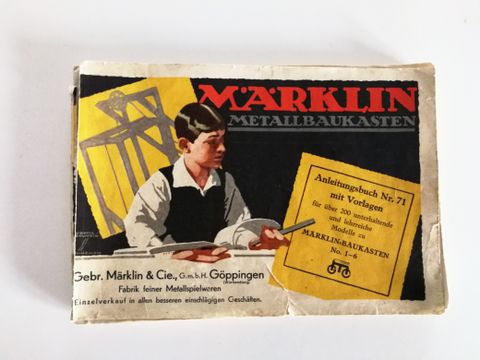 MÄRKLIN
METALLBAUKASTEN
Anleitungsbuch Nr. 71
mit Vorlagen
für über 200 unterhaltende
und lehrreiche
Modelle zu
MÄRKLIN-BAUKASTEN
No. 1-6
Gebr. Märklin & Cie., G.m.b.H. Göppingen
(Württemberg)
Fabrik feiner Metallspielwaren
Einzelverkauf in allen besseren einschlägigen Geschäften.